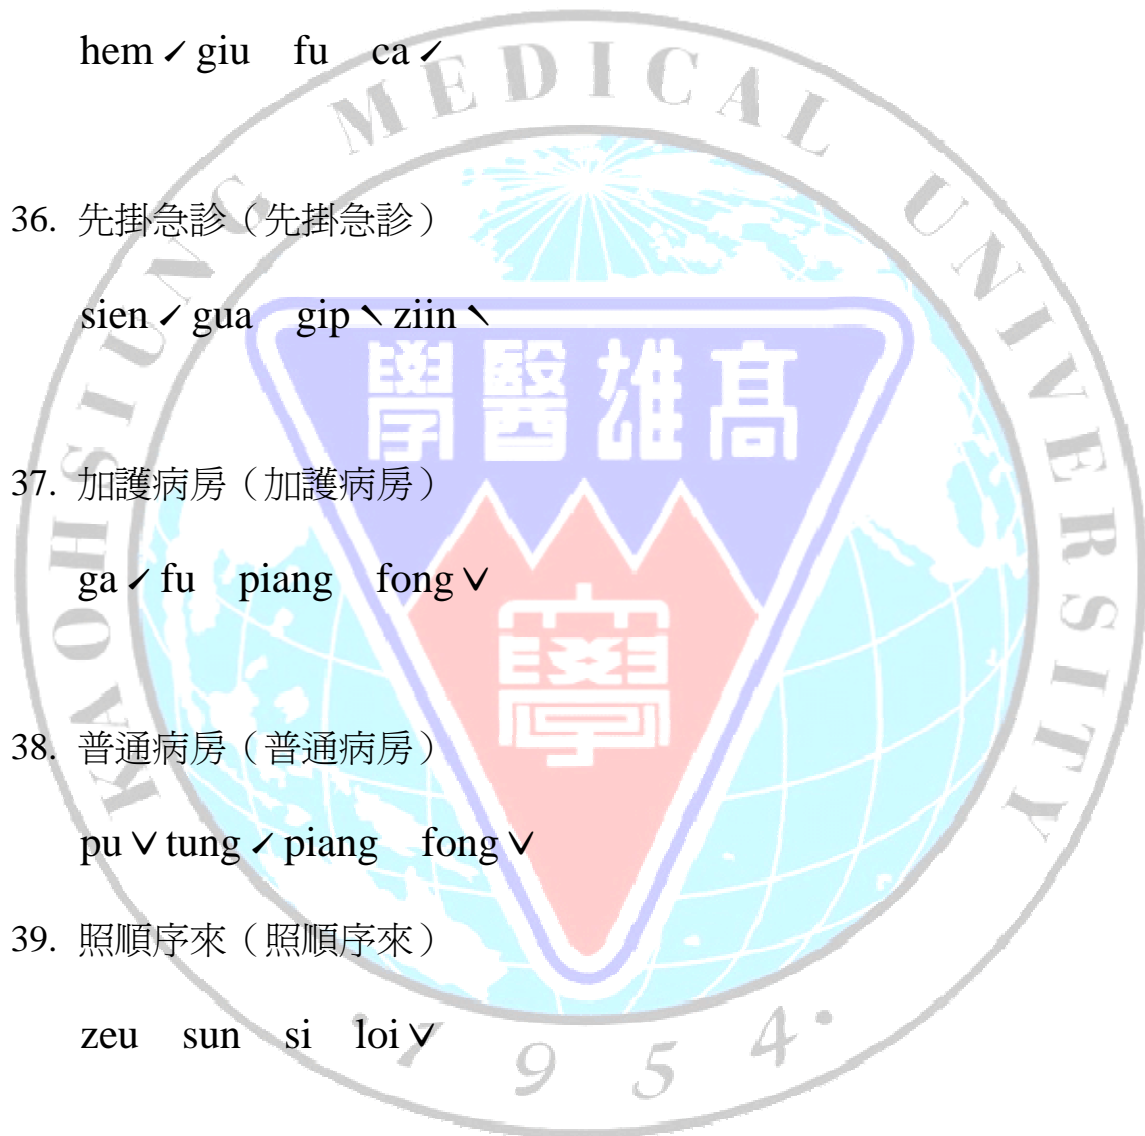 hem ˊ giu fu ca ˊ
36. 先掛急診（先掛急診）
sien ˊ gua gip ˋ ziin ˋ
37. 加護病房（加護病房）
ga ˊ fu piang fong ˇ
38. 普通病房（普通病房）
pu ˇ tung ˊ piang fong ˇ
39. 照順序來（照順序來）
zeu sun si loi ˇ
KAOHSIUNG MEDICAL UNIVERSITY
學醫雄高
學
• 1954 •